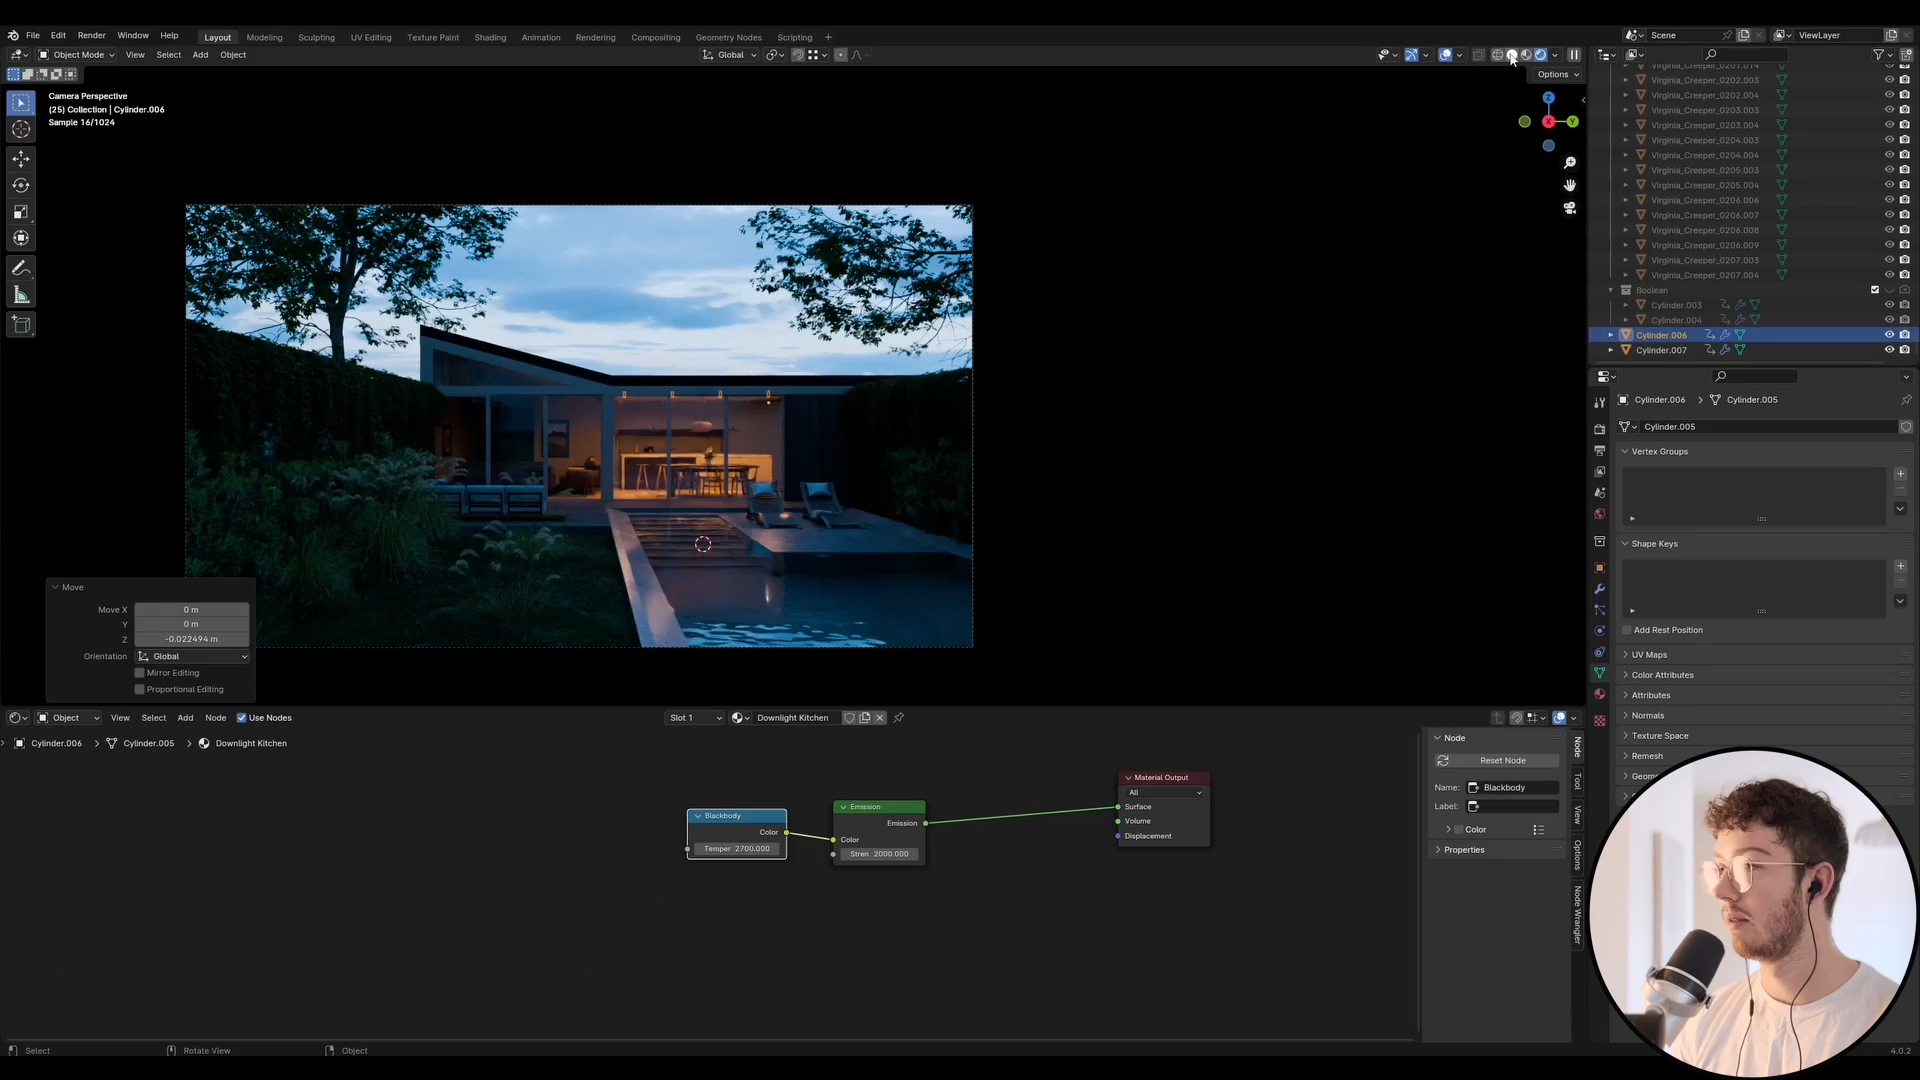 File Edit Render Window Help Layout Modeling Sculpting UV Editing Texture Paint Shading Animation Rendering Compositing Geometry Nodes Scripting + Scene ViewLayer
Object Mode View Select Add Object Global
Options
Camera Perspective
(25) Collection | Cylinder.006
Sample 16/1024
Z
X
Y
Move
Move X 0 m
Y 0 m
Z -0.022494 m
Orientation Global
Mirror Editing
Proportional Editing
Virginia_Creeper_0201.014
Virginia_Creeper_0202.003
Virginia_Creeper_0202.004
Virginia_Creeper_0203.003
Virginia_Creeper_0203.004
Virginia_Creeper_0204.003
Virginia_Creeper_0204.004
Virginia_Creeper_0205.003
Virginia_Creeper_0205.004
Virginia_Creeper_0206.006
Virginia_Creeper_0206.007
Virginia_Creeper_0206.008
Virginia_Creeper_0206.009
Virginia_Creeper_0207.003
Virginia_Creeper_0207.004
Boolean
Cylinder.003
Cylinder.004
Cylinder.006
Cylinder.007
Cylinder.006 > Cylinder.005
Cylinder.005
Vertex Groups
Shape Keys
Add Rest Position
UV Maps
Color Attributes
Attributes
Normals
Texture Space
Remesh
Geome
Object View Select Add Node Use Nodes Slot 1 Downlight Kitchen
Cylinder.006 > Cylinder.005 > Downlight Kitchen
Blackbody
Color
Temper 2700.000
Emission
Emission
Color
Stren 2000.000
Material Output
All
Surface
Volume
Displacement
Node
Reset Node
Name: Blackbody
Label:
Color
Properties
Node
Tool
View
Options
Node Wrangler
Select Rotate View Object 4.0.2